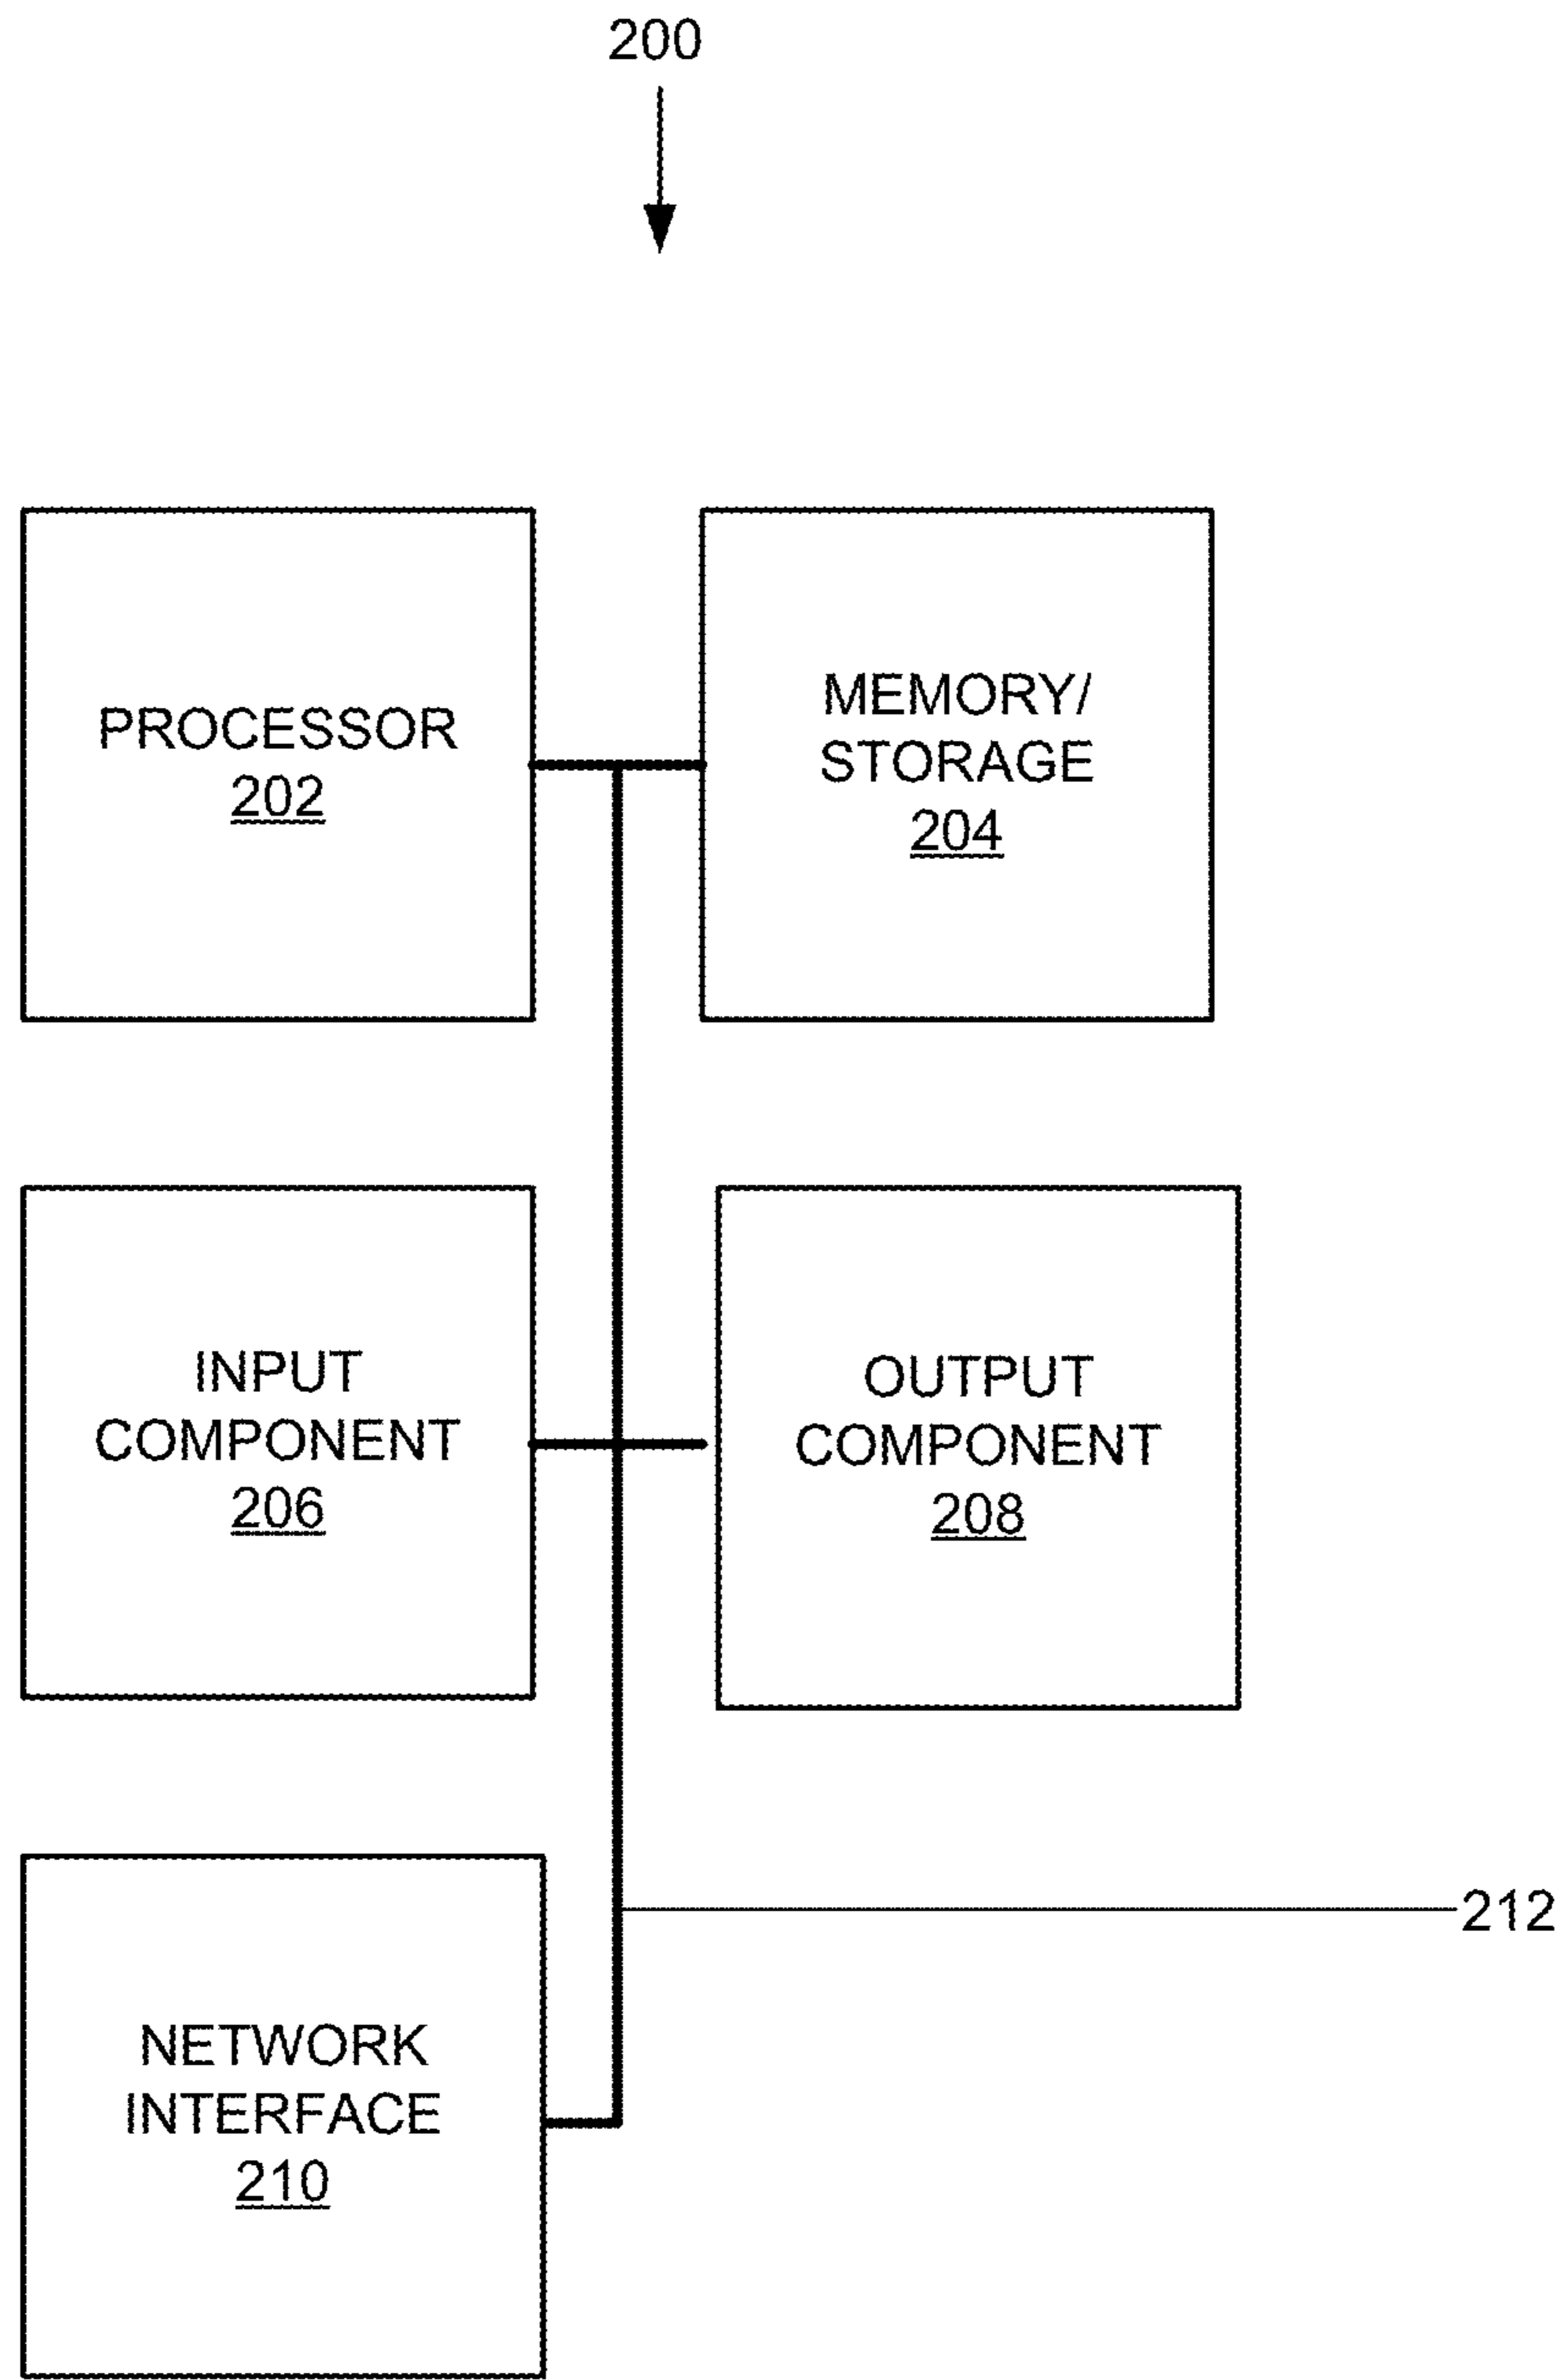 200
PROCESSOR
202
MEMORY/
STORAGE
204
INPUT
COMPONENT
206
OUTPUT
COMPONENT
208
212
NETWORK
INTERFACE
210